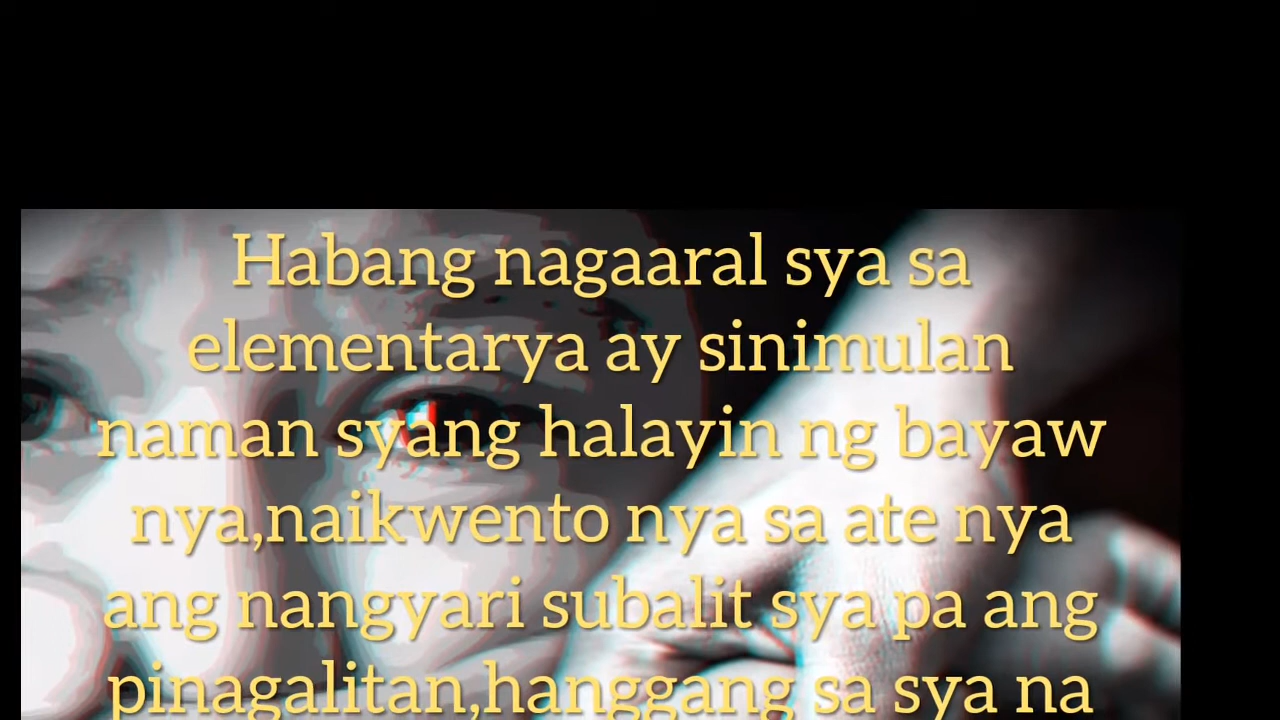 Habang nagaaral sya sa
elementarya ay sinimulan
naman syang halayin ng bayaw
nya,naikwento nya sa ate nya
ang nangyari subalit sya pa ang
pinagalitan,hanggang sa sya na